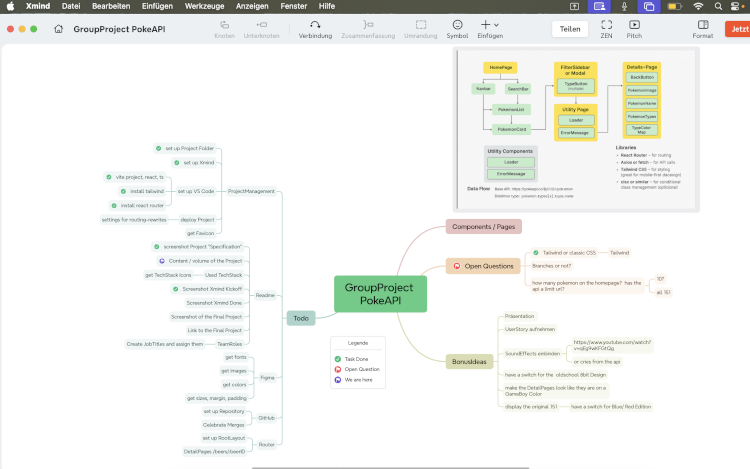 Xmind Datei Bearbeiten Einfügen Werkzeuge Anzeigen Fenster Hilfe
GroupProject PokeAPI
Knoten Unterknoten Verbindung Zusammenfassung Umrandung Symbol Einfügen Teilen ZEN Pitch Format Jetzt
HomePage
Navbar
SearchBar
PokemonList
PokemonCard
FilterSidebar
or Modal
TypeButton
Utility Page
Loader
ErrorMessage
Details-Page
BackButton
PokemonImage
PokemonName
PokemonTypes
TypeColor
Map
Utility Components
Loader
ErrorMessage
Data Flow
Libraries
React Router – for routing
Axios or fetch – for API calls
Tailwind CSS – for styling
set up Project Folder
set up Xmind
vite project, react, ts
install tailwind
install react router
set up VS Code
settings for routing-rewrites
deploy Project
get Favicon
ProjectManagement
screenshot Project "Specification"
Content / volume of the Project
get TechStack Icons
Used TechStack
Screenshot Xmind Kickoff
Screenshot Xmind Done
Screenshot of the Final Project
Link to the Final Project
Create JobTitles and assign them
TeamRoles
Readme
get fonts
get images
get colors
get sizes, margin, padding
Figma
set up Repository
Celebrate Merges
GitHub
set up RootLayout
DetailPages /beers/beerID
Router
Todo
GroupProject
PokeAPI
Legende
Task Done
Open Question
We are here
Components / Pages
Open Questions
Tailwind or classic CSS
Tailwind
Branches or not?
how many pokemon on the homepage? has the
api a limit url?
10?
all 151
BonusIdeas
Präsentation
UserStory aufnehmen
SoundEffects einbinden
https://www.youtube.com/watch?
or cries from the api
have a switch for the oldschool 8bit Design
make the DetailPages look like they are on a
GameBoy Color
display the original 151
have a switch for Blue/ Red Edition